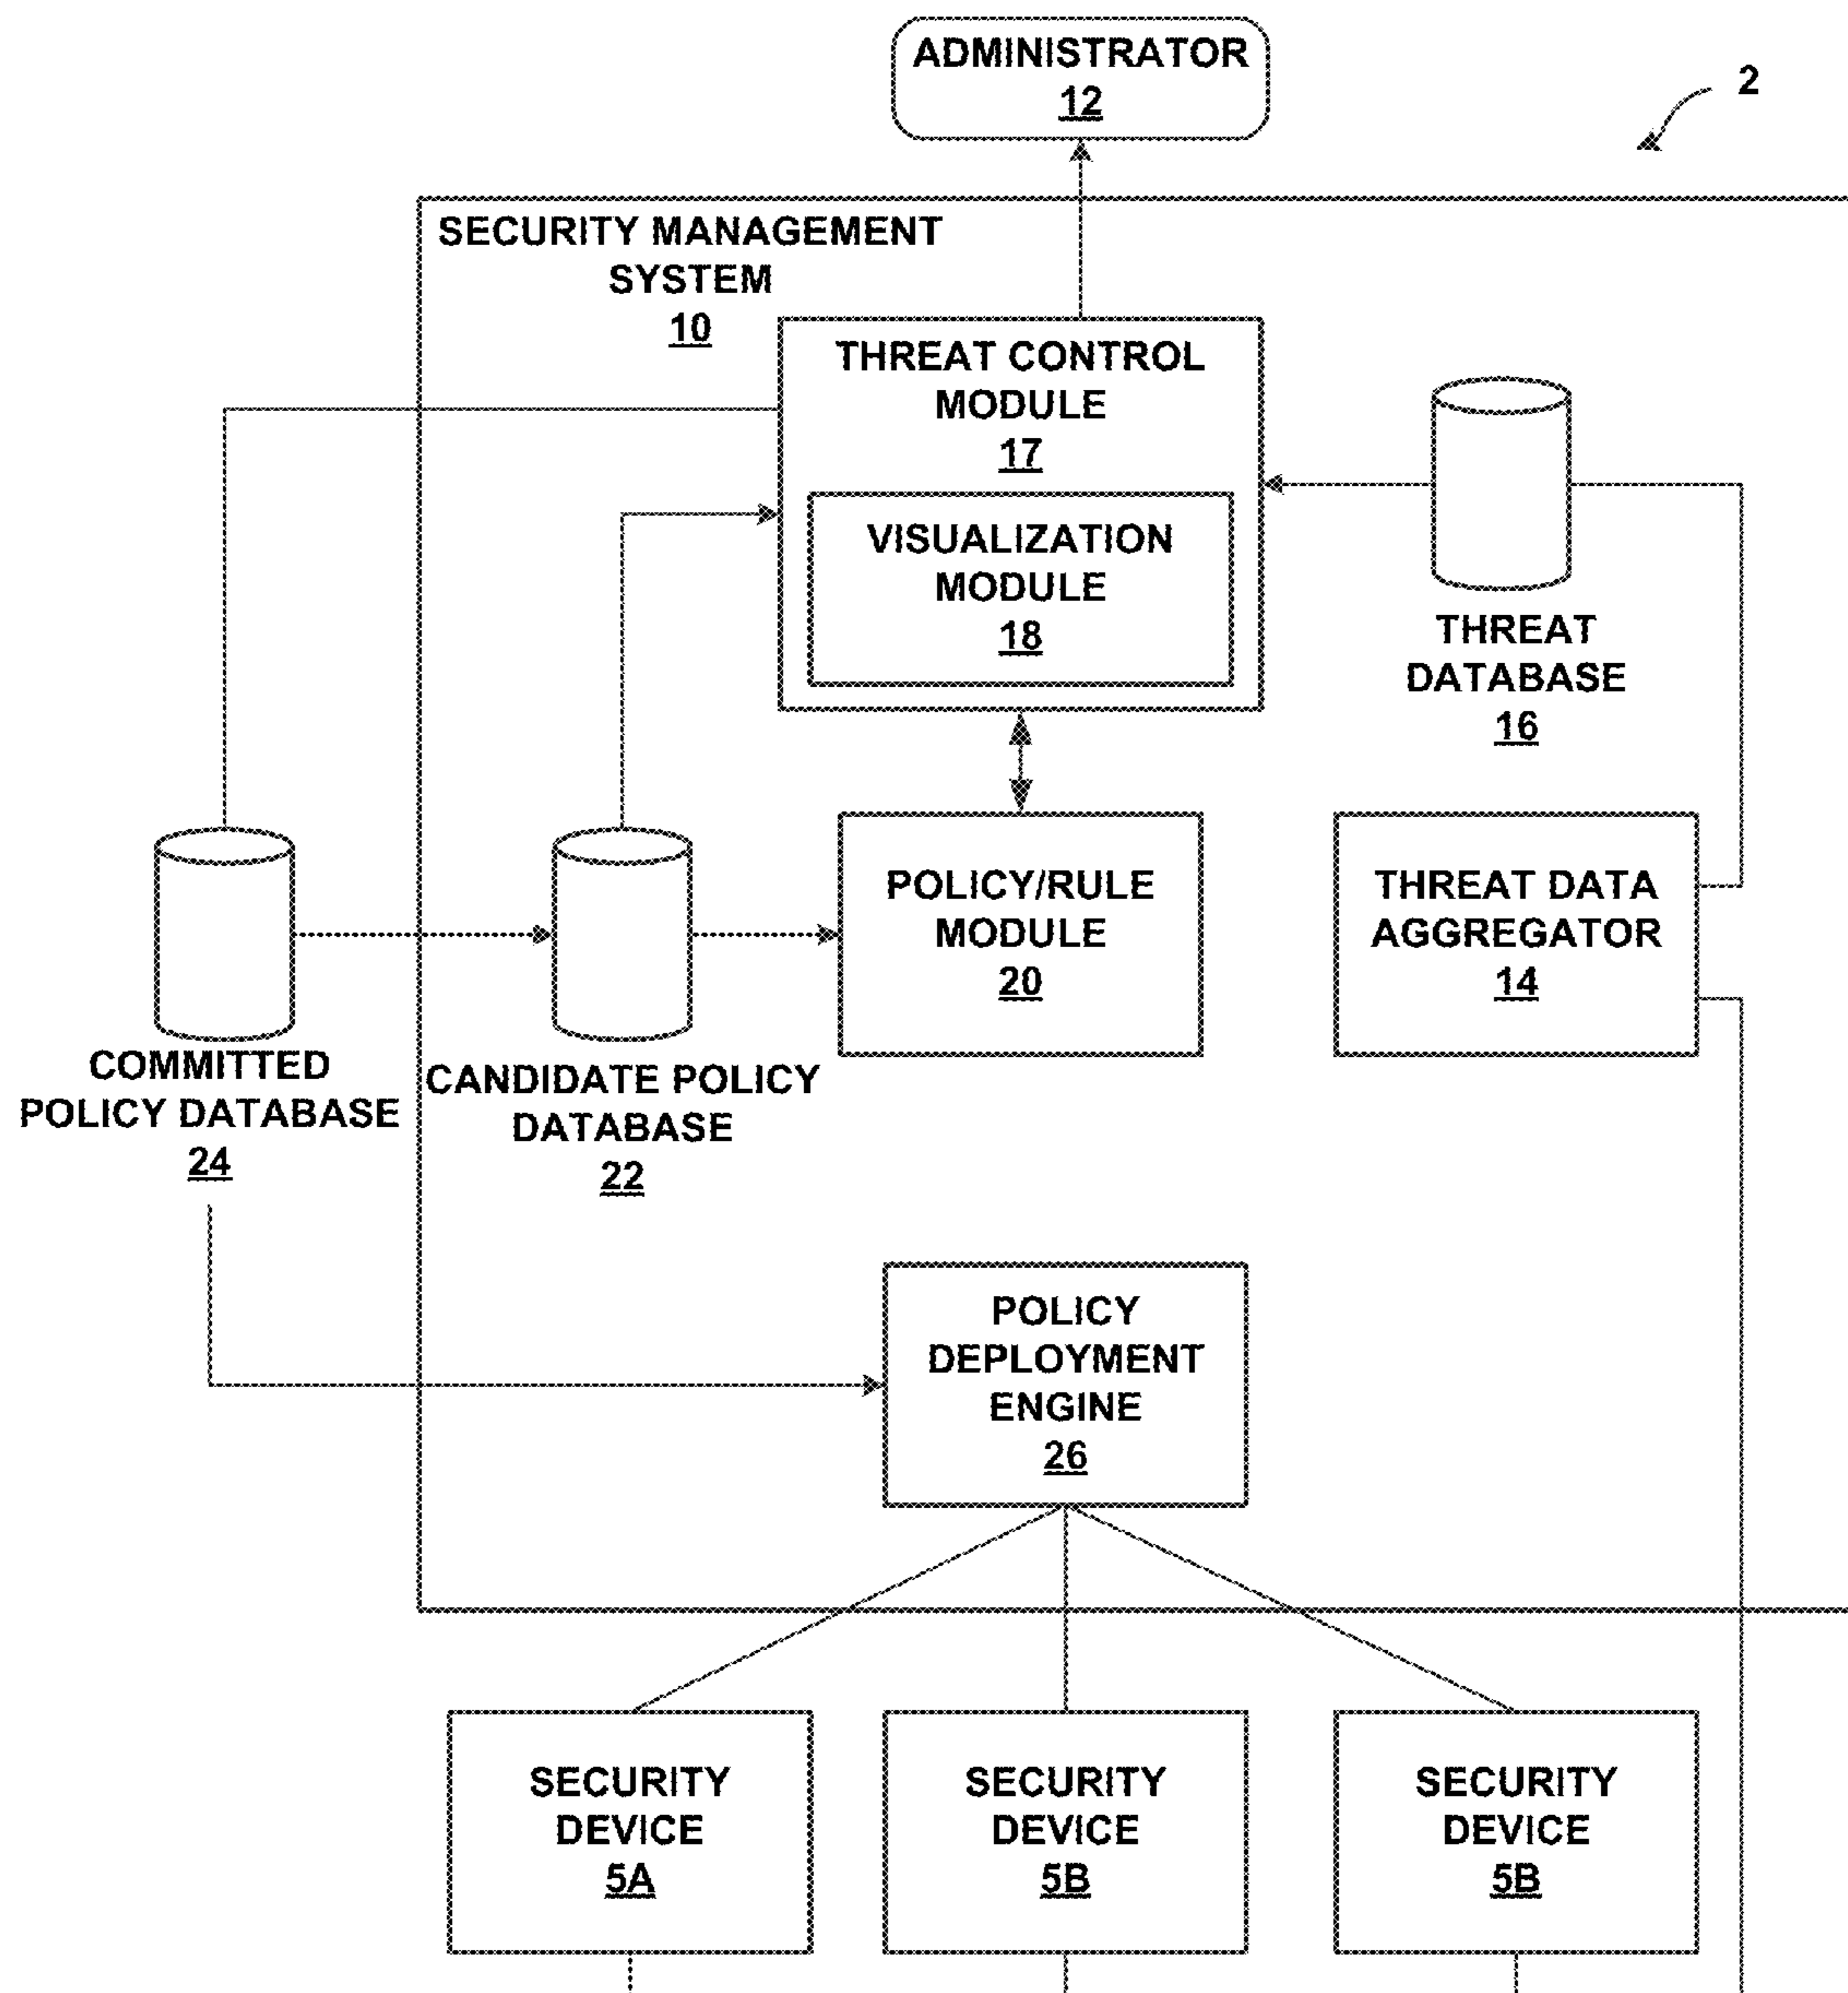 ADMINISTRATOR
12
2
SECURITY MANAGEMENT
SYSTEM
10
THREAT CONTROL
MODULE
17
VISUALIZATION
MODULE
18
THREAT
DATABASE
16
COMMITTED
POLICY DATABASE
24
CANDIDATE POLICY
DATABASE
22
POLICY/RULE
MODULE
20
THREAT DATA
AGGREGATOR
14
POLICY
DEPLOYMENT
ENGINE
26
SECURITY
DEVICE
5A
SECURITY
DEVICE
5B
SECURITY
DEVICE
5B